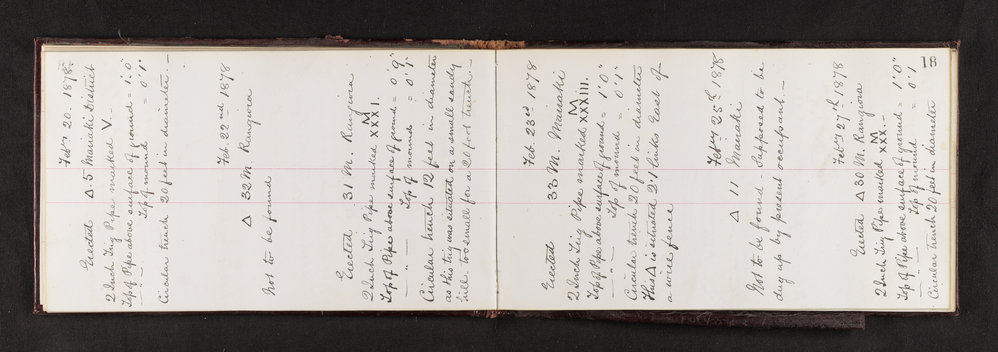 18
Feby 20. 1878.
Erected Δ. 5 Manaki District
2 Inch Trig Pipe marked V.
Top of Pipe above surface of ground = 1'. 0"
— " — Top of mound = 0' 1"
Circular trench 20 feet in diameter —
Feb. 22nd 1878
Δ 32 M Rangiora
Not to be found
Erected 31 M. Rangiora
2 Inch Trig Pipe marked M XXXI.
Top of Pipe above surface of ground = 0' 9"
— " — Top of mound = 0' 1"
Circular trench 12 feet in diameter
as this trig was situated on a small sandy
hill. too small for a 20 foot trench. —
Feb. 23rd 1878
Erected 33 M. Manaki
2 Inch Trig Pipe marked M XXXIII.
Top of Pipe above surface of ground = 1' 0"
— " — Top of mound = 0' 1"
Circular trench 20 feet in diameter
This Δ is situated 2.1 links East of
a wire fence
Feby 25th 1878
Δ 11 Manaki
Not to be found - Supposed to be
dug up by present occupant. —
Feby 27th 1878
Erected Δ 30 M. Rangiora
2 Inch Trig Pipe marked M XXX.
Top of Pipe above surface of ground = 1' 0"
— " — Top of mound = 0' 1
Circular trench 20 feet in diameter